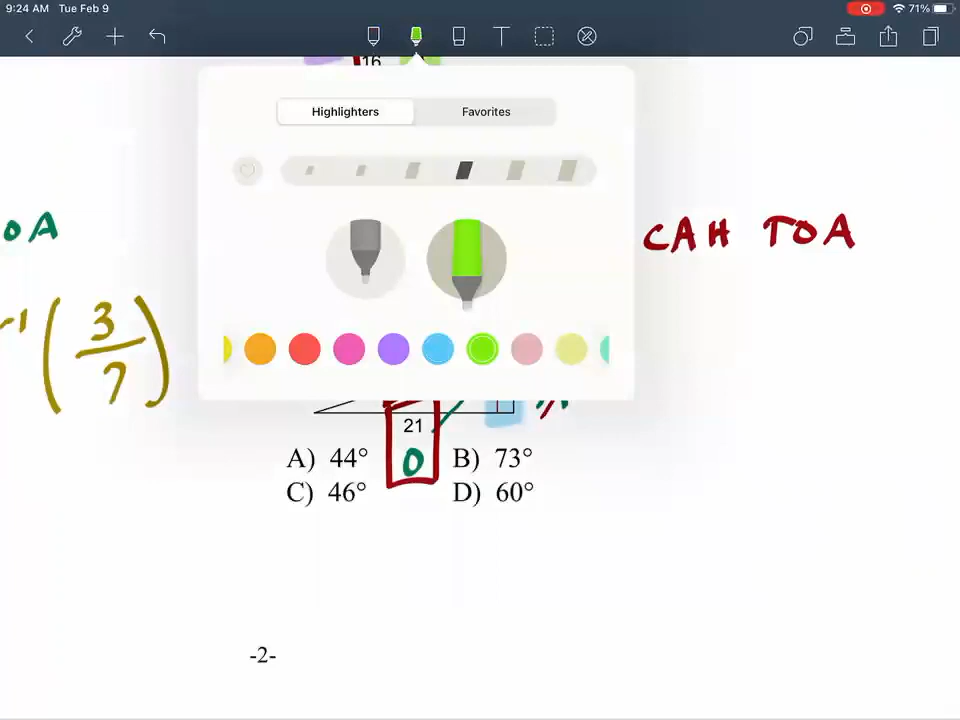 9:24 AM Tue Feb 9 71%
16
Highlighters Favorites
OA
CAH TOA
-1 (3/7)
21
O
A) 44° B) 73°
C) 46° D) 60°
-2-